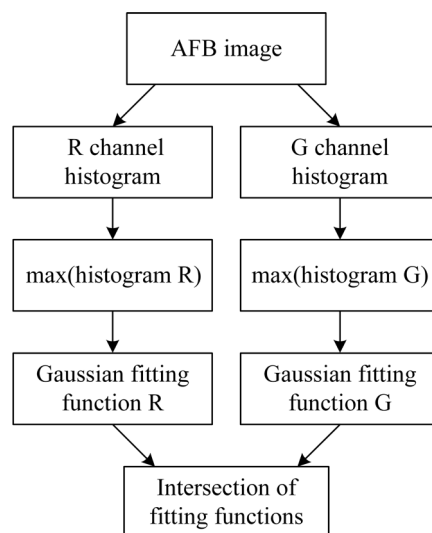 AFB image
R channel
histogram
G channel
histogram
max(histogram R)
max(histogram G)
Gaussian fitting
function R
Gaussian fitting
function G
Intersection of
fitting functions